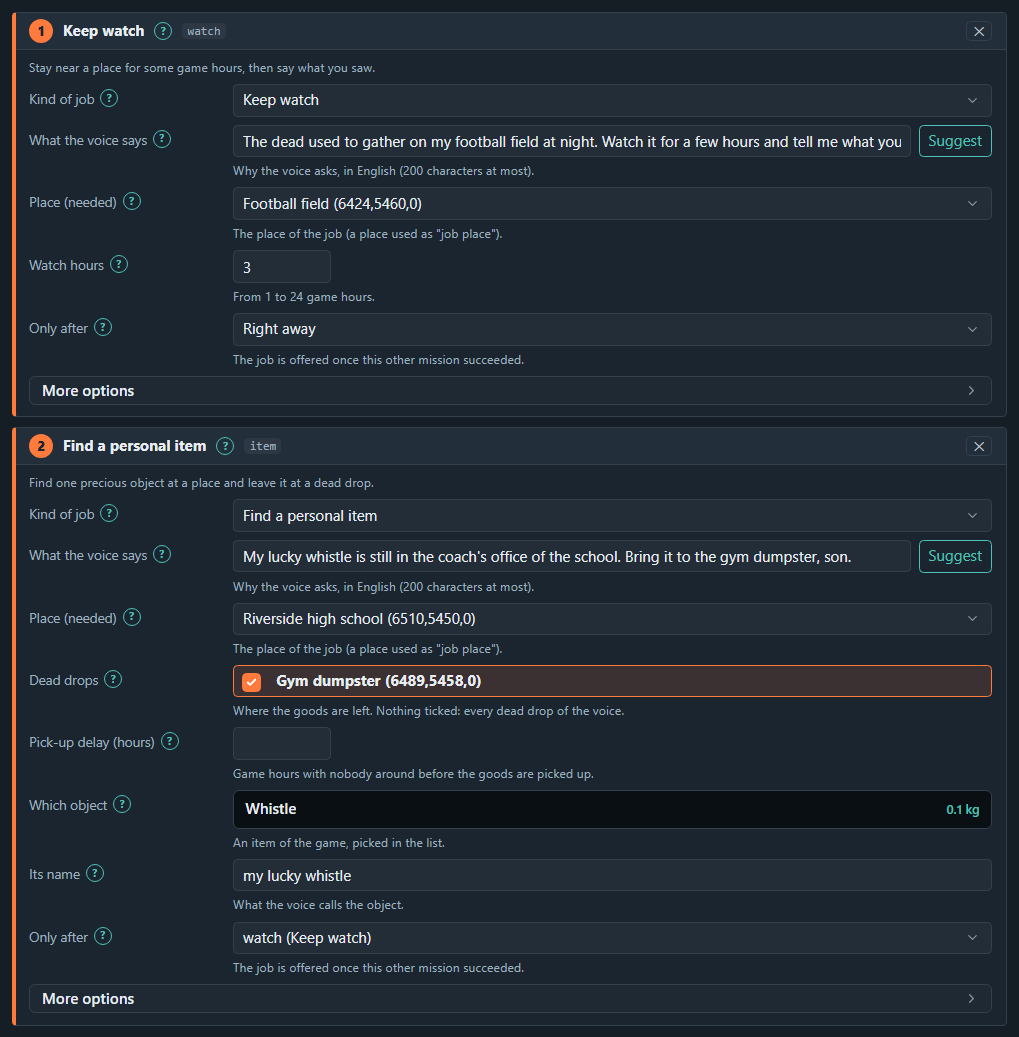 1 Keep watch ? watch
Stay near a place for some game hours, then say what you saw.
Kind of job ? Keep watch
What the voice says ? The dead used to gather on my football field at night. Watch it for a few hours and tell me what you Suggest
Why the voice asks, in English (200 characters at most).
Place (needed) ? Football field (6424,5460,0)
The place of the job (a place used as "job place").
Watch hours ? 3
From 1 to 24 game hours.
Only after ? Right away
The job is offered once this other mission succeeded.
More options
2 Find a personal item ? item
Find one precious object at a place and leave it at a dead drop.
Kind of job ? Find a personal item
What the voice says ? My lucky whistle is still in the coach's office of the school. Bring it to the gym dumpster, son. Suggest
Why the voice asks, in English (200 characters at most).
Place (needed) ? Riverside high school (6510,5450,0)
The place of the job (a place used as "job place").
Dead drops ? Gym dumpster (6489,5458,0)
Where the goods are left. Nothing ticked: every dead drop of the voice.
Pick-up delay (hours) ?
Game hours with nobody around before the goods are picked up.
Which object ? Whistle 0.1 kg
An item of the game, picked in the list.
Its name ? my lucky whistle
What the voice calls the object.
Only after ? watch (Keep watch)
The job is offered once this other mission succeeded.
More options